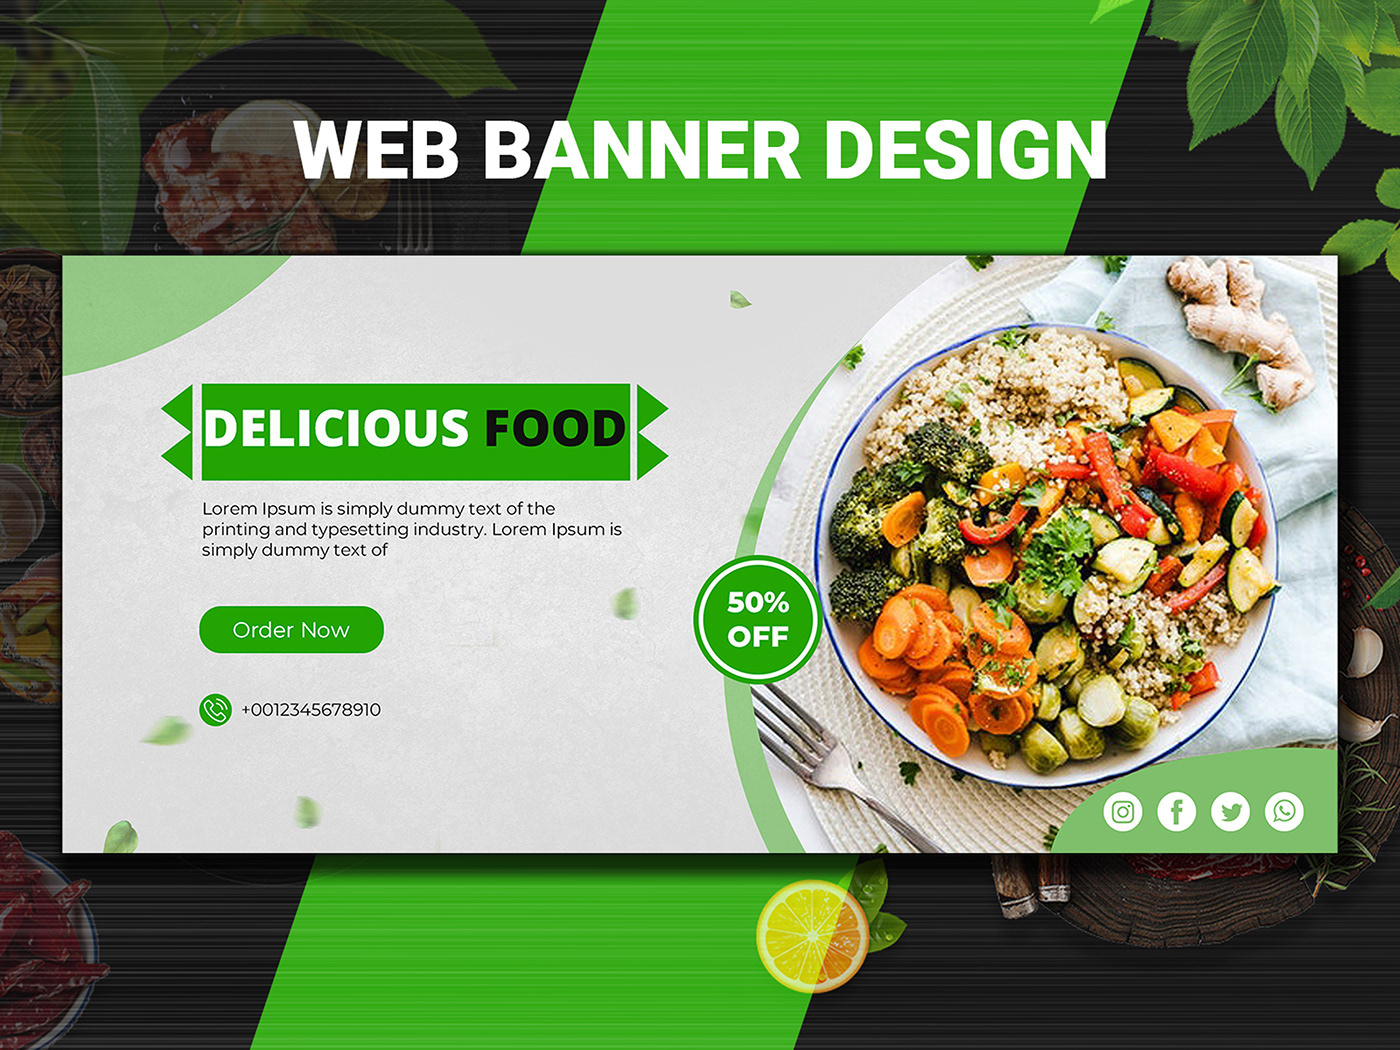 WEB BANNER DESIGN
DELICIOUS FOOD
Lorem Ipsum is simply dummy text of the
printing and typesetting industry. Lorem Ipsum is
simply dummy text of
Order Now
+0012345678910
50%
OFF